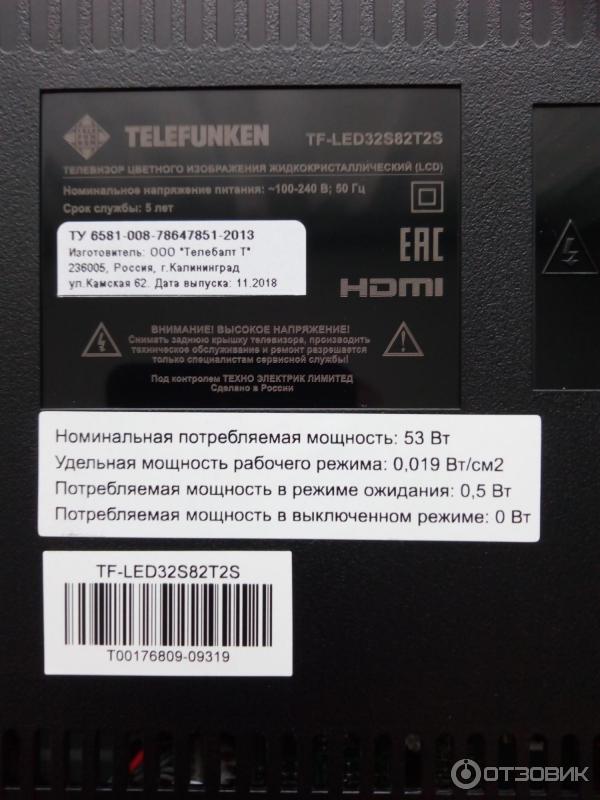 TELEFUNKEN TF-LED32S82T2S
ТЕЛЕВИЗОР ЦВЕТНОГО ИЗОБРАЖЕНИЯ ЖИДКОКРИСТАЛЛИЧЕСКИЙ (LCD)
Номинальное напряжение питания: ~100-240 В; 50 Гц
Срок службы: 5 лет
ТУ 6581-008-78647851-2013
Изготовитель: ООО "Телебалт Т"
236005, Россия, г.Калининград
ул.Камская 62. Дата выпуска: 11.2018
EAC
HDMI
ВНИМАНИЕ! ВЫСОКОЕ НАПРЯЖЕНИЕ!
Снимать заднюю крышку телевизора, производить
техническое обслуживание и ремонт разрешается
только специалистам сервисной службы!
Под контролем ТЕХНО ЭЛЕКТРИК ЛИМИТЕД
Сделано в России
Номинальная потребляемая мощность: 53 Вт
Удельная мощность рабочего режима: 0,019 Вт/см2
Потребляемая мощность в режиме ожидания: 0,5 Вт
Потребляемая мощность в выключенном режиме: 0 Вт
TF-LED32S82T2S
T00176809-09319
ОТЗОВИК